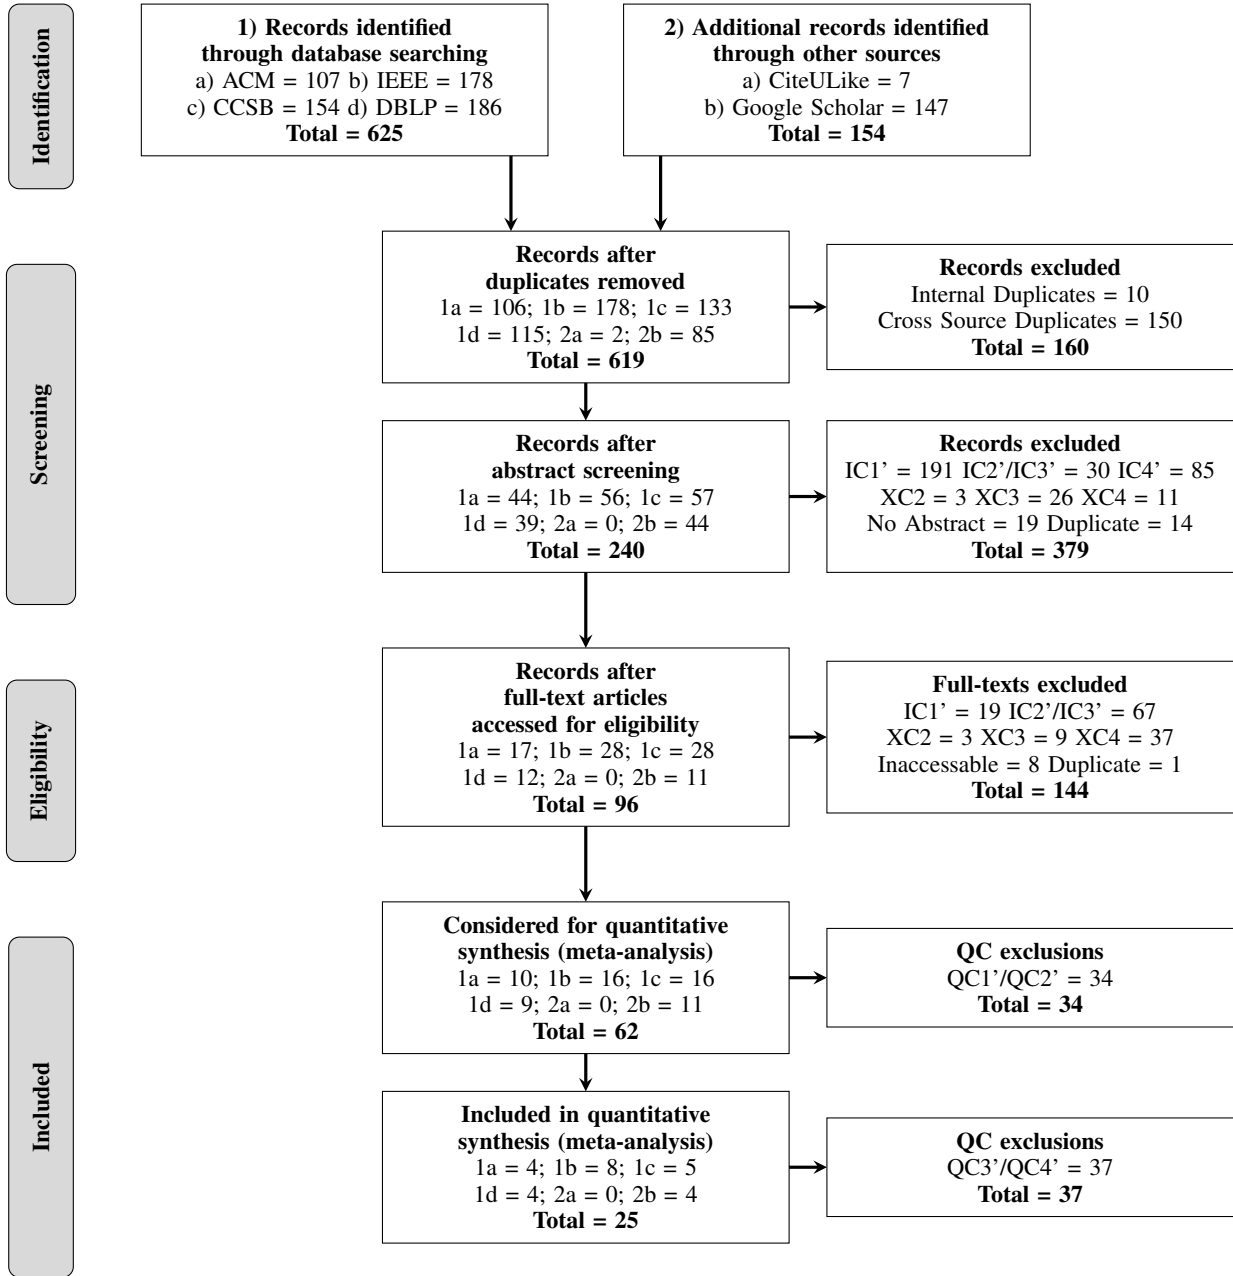 Identification
1) Records identified
through database searching
a) ACM = 107 b) IEEE = 178
c) CCSB = 154 d) DBLP = 186
Total = 625
2) Additional records identified
through other sources
a) CiteULike = 7
b) Google Scholar = 147
Total = 154
Screening
Records after
duplicates removed
1a = 106; 1b = 178; 1c = 133
1d = 115; 2a = 2; 2b = 85
Total = 619
Records excluded
Internal Duplicates = 10
Cross Source Duplicates = 150
Total = 160
Records after
abstract screening
1a = 44; 1b = 56; 1c = 57
1d = 39; 2a = 0; 2b = 44
Total = 240
Records excluded
IC1' = 191 IC2'/IC3' = 30 IC4' = 85
XC2 = 3 XC3 = 26 XC4 = 11
No Abstract = 19 Duplicate = 14
Total = 379
Eligibility
Records after
full-text articles
accessed for eligibility
1a = 17; 1b = 28; 1c = 28
1d = 12; 2a = 0; 2b = 11
Total = 96
Full-texts excluded
IC1' = 19 IC2'/IC3' = 67
XC2 = 3 XC3 = 9 XC4 = 37
Inaccessable = 8 Duplicate = 1
Total = 144
Included
Considered for quantitative
synthesis (meta-analysis)
1a = 10; 1b = 16; 1c = 16
1d = 9; 2a = 0; 2b = 11
Total = 62
QC exclusions
QC1'/QC2' = 34
Total = 34
Included in quantitative
synthesis (meta-analysis)
1a = 4; 1b = 8; 1c = 5
1d = 4; 2a = 0; 2b = 4
Total = 25
QC exclusions
QC3'/QC4' = 37
Total = 37